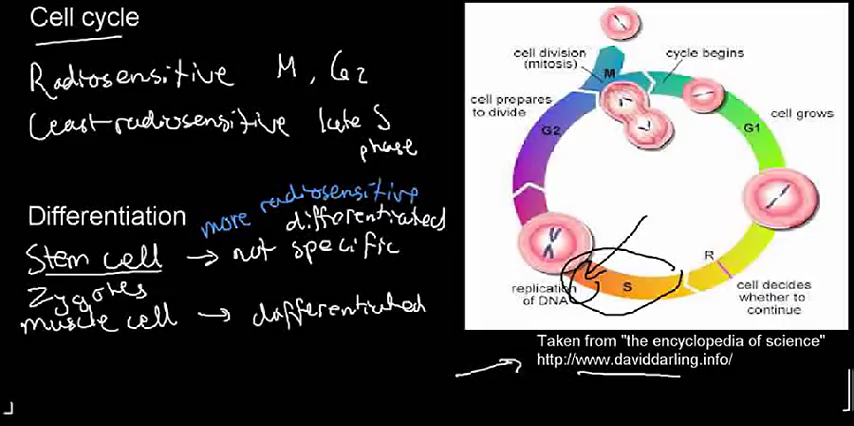 Cell cycle
Radiosensitive M, G2
Least radiosensitive late S
phase
more radiosensitive
Differentiation differentiated
Stem cell → not specific
Zygotes
muscle cell → differentiated
cell division
(mitosis)
M
cycle begins
cell prepares
to divide
G2
G1
cell grows
R
S
replication
of DNA
cell decides
whether to
continue
Taken from "the encyclopedia of science"
http://www.daviddarling.info/